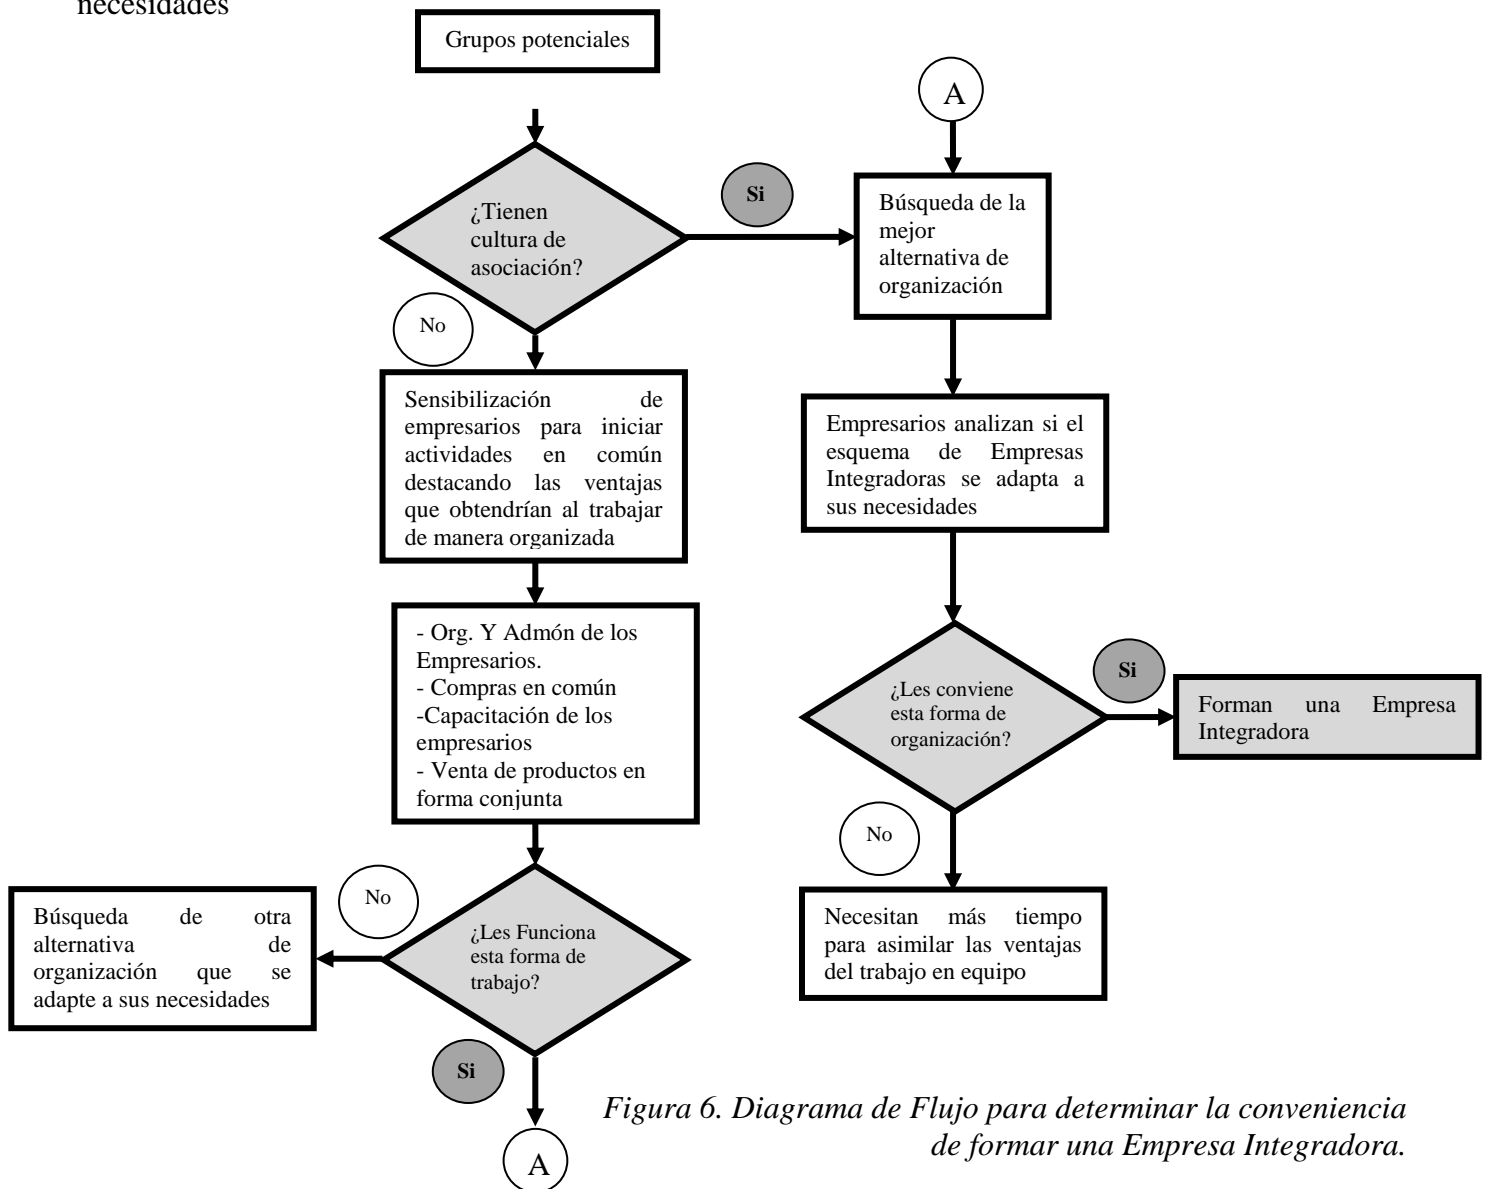 necesidades
Grupos potenciales
¿Tienen
cultura de
asociación?
No
Si
Sensibilización de
empresarios para iniciar
actividades en común
destacando las ventajas
que obtendrían al trabajar
de manera organizada
- Org. Y Admón de los
Empresarios.
- Compras en común
-Capacitación de los
empresarios
- Venta de productos en
forma conjunta
¿Les Funciona
esta forma de
trabajo?
No
Búsqueda de otra
alternativa de
organización que se
adapte a sus necesidades
Si
A
A
Búsqueda de la
mejor
alternativa de
organización
Empresarios analizan si el
esquema de Empresas
Integradoras se adapta a
sus necesidades
¿Les conviene
esta forma de
organización?
Si
Forman una Empresa
Integradora
No
Necesitan más tiempo
para asimilar las ventajas
del trabajo en equipo
Figura 6. Diagrama de Flujo para determinar la conveniencia
de formar una Empresa Integradora.